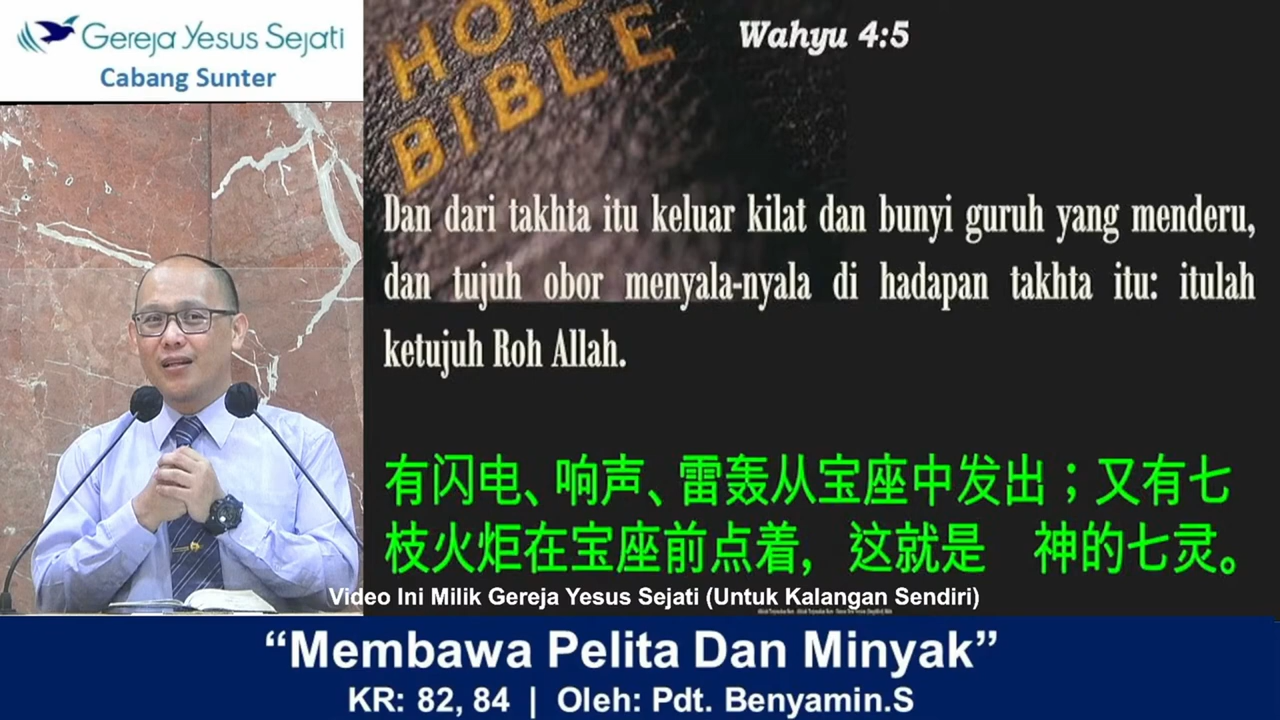 Gereja Yesus Sejati
Cabang Sunter
HOLY
BIBLE
Wahyu 4:5
Dan dari takhta itu keluar kilat dan bunyi guruh yang menderu,
dan tujuh obor menyala-nyala di hadapan takhta itu: itulah
ketujuh Roh Allah.
有闪电、响声、雷轰从宝座中发出；又有七
枝火炬在宝座前点着，这就是　神的七灵。
Video Ini Milik Gereja Yesus Sejati (Untuk Kalangan Sendiri)
“Membawa Pelita Dan Minyak”
KR: 82, 84 | Oleh: Pdt. Benyamin.S